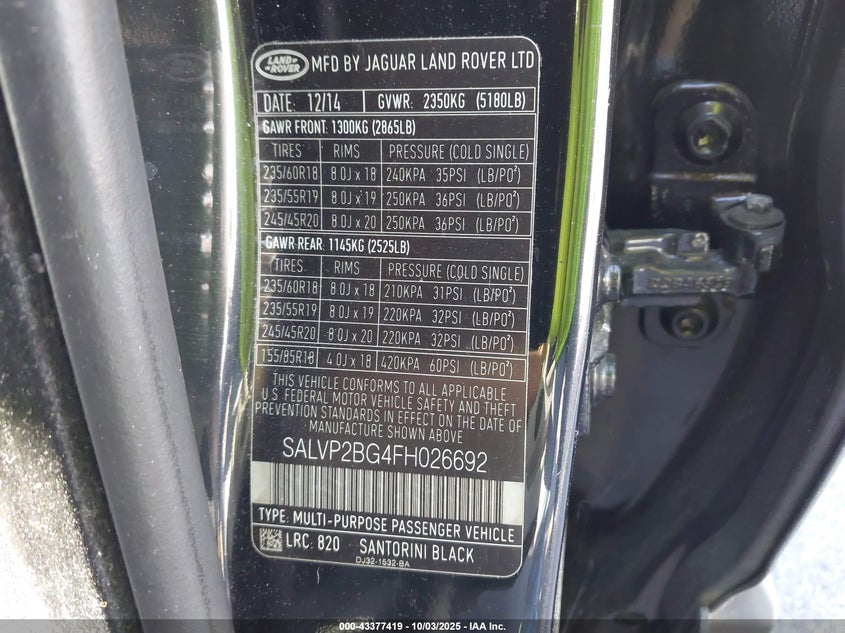 LAND ROVER MFD BY JAGUAR LAND ROVER LTD
DATE: 12/14 GVWR: 2350KG (5180LB)
GAWR FRONT: 1300KG (2865LB)
TIRES RIMS PRESSURE (COLD SINGLE)
235/60R18 8.0J x 18 240KPA 35PSI (LB/PO²)
235/55R19 8.0J x 19 250KPA 36PSI (LB/PO²)
245/45R20 8.0J x 20 250KPA 36PSI (LB/PO²)
GAWR REAR: 1145KG (2525LB)
TIRES RIMS PRESSURE (COLD SINGLE)
235/60R18 8.0J x 18 210KPA 31PSI (LB/PO²)
235/55R19 8.0J x 19 220KPA 32PSI (LB/PO²)
245/45R20 8.0J x 20 220KPA 32PSI (LB/PO²)
155/85R18 4.0J x 18 420KPA 60PSI (LB/PO²)
THIS VEHICLE CONFORMS TO ALL APPLICABLE
U.S. FEDERAL MOTOR VEHICLE SAFETY AND THEFT
PREVENTION STANDARDS IN EFFECT ON THE DATE OF
MANUFACTURE SHOWN ABOVE
SALVP2BG4FH026692
TYPE: MULTI-PURPOSE PASSENGER VEHICLE
LRC: 820 SANTORINI BLACK
DJ32-1532-BA
000-43377419 - 10/03/2025 - IAA Inc.